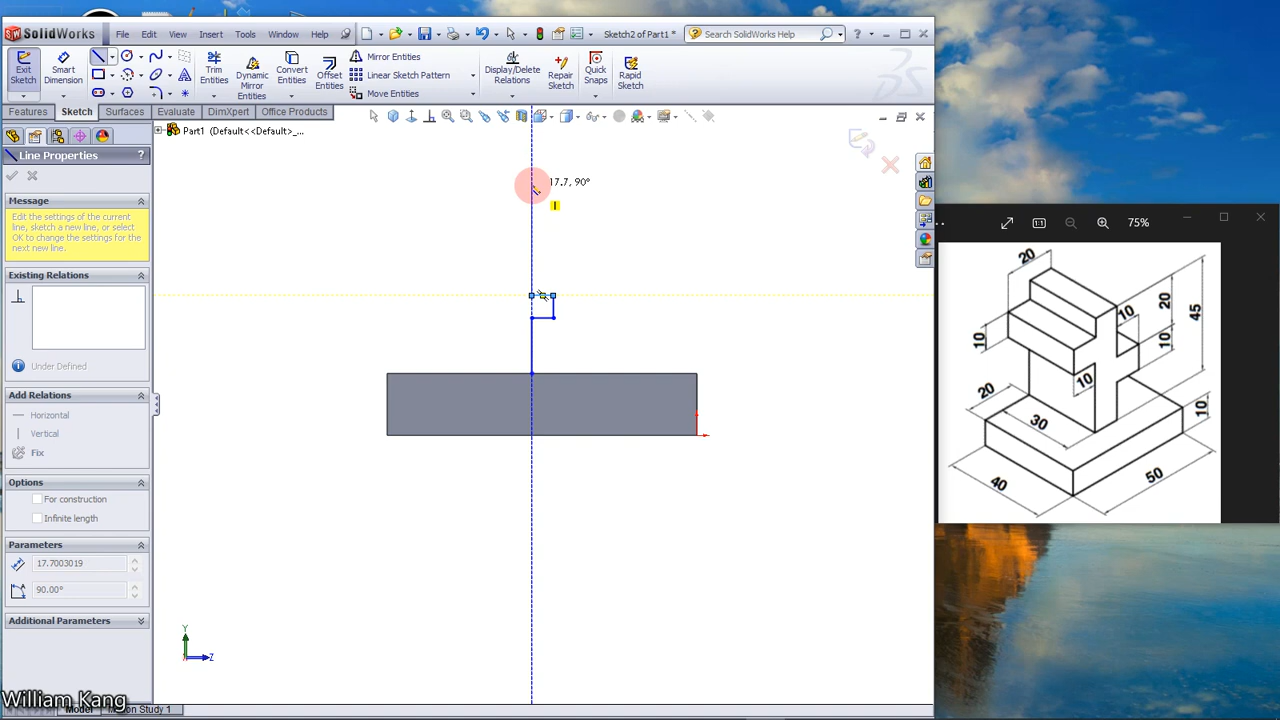 SolidWorks File Edit View Insert Tools Window Help Sketch2 of Part1 * Search SolidWorks Help ?
Exit Sketch
Smart Dimension
Trim Entities
Dynamic Mirror Entities
Convert Entities
Offset Entities
Mirror Entities
Linear Sketch Pattern
Move Entities
Display/Delete Relations
Repair Sketch
Quick Snaps
Rapid Sketch
Features Sketch Surfaces Evaluate DimXpert Office Products
Part1 (Default<<Default>_...
Line Properties ?
Message
Edit the settings of the current
line, sketch a new line, or select
OK to change the settings for the
next new line.
Existing Relations
Under Defined
Add Relations
Horizontal
Vertical
Fix
Options
For construction
Infinite length
Parameters
17.7003019
90.00°
Additional Parameters
17.7, 90°
Y
Z
William Kang
Model
75%
1:1
20
10
20
45
10
10
10
20
30
10
40
50